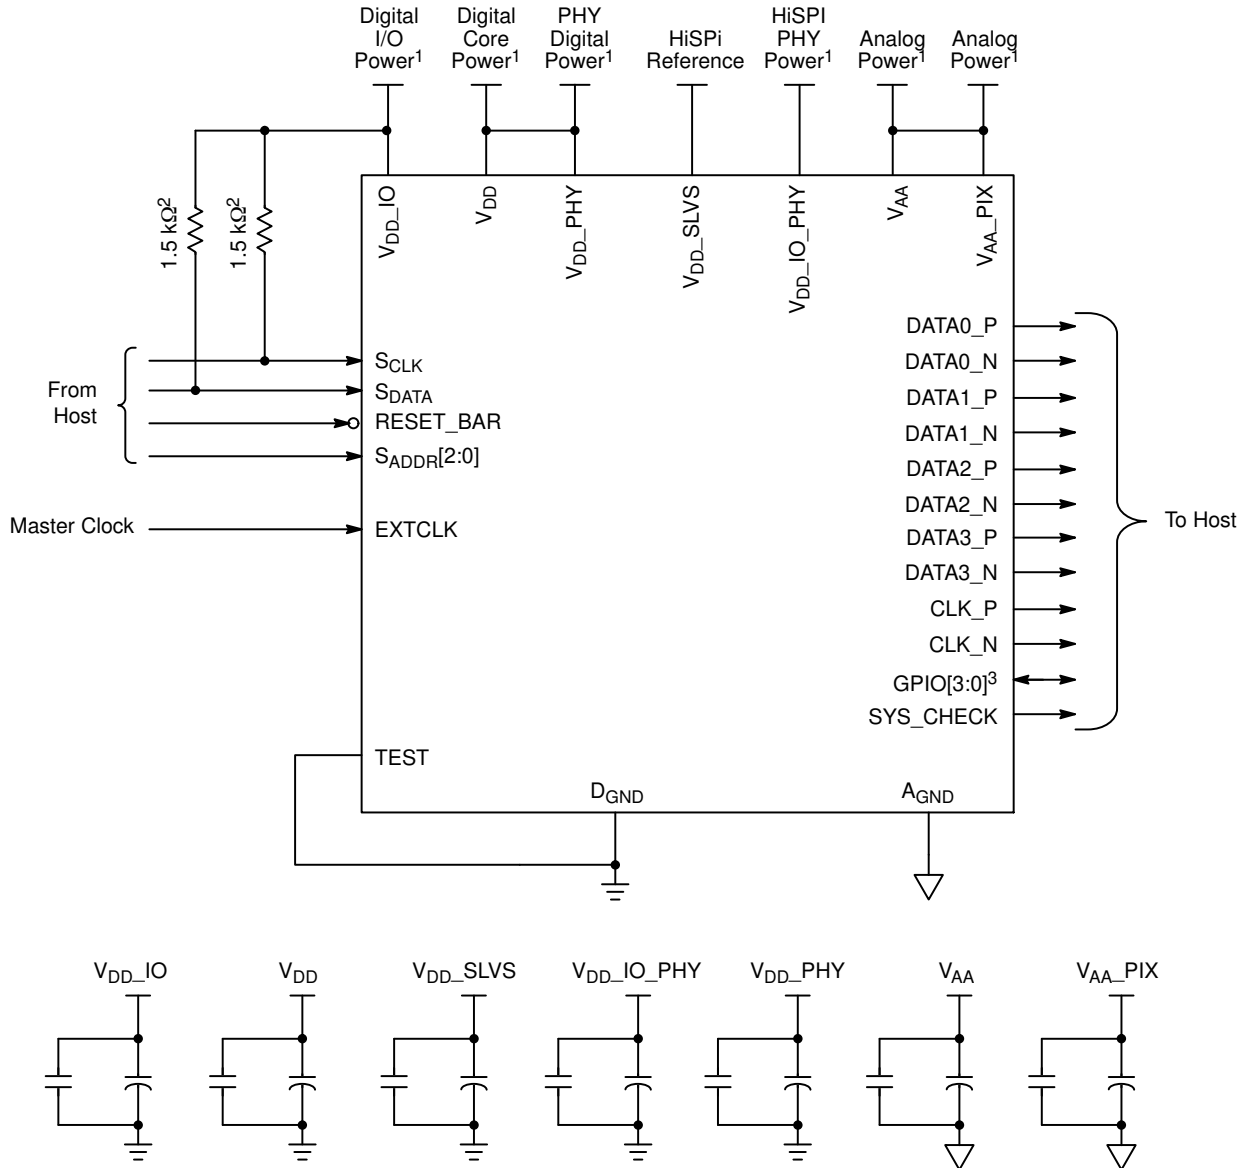 Digital
I/O
Power1
Digital
Core
Power1
PHY
Digital
Power1
HiSPi
Reference
HiSPI
PHY
Power1
Analog
Power1
Analog
Power1
VDD_IO
VDD
VDD_PHY
VDD_SLVS
VDD_IO_PHY
VAA
VAA_PIX
1.5 kΩ2
1.5 kΩ2
From
Host
SCLK
SDATA
RESET_BAR
SADDR[2:0]
Master Clock
EXTCLK
TEST
DATA0_P
DATA0_N
DATA1_P
DATA1_N
DATA2_P
DATA2_N
DATA3_P
DATA3_N
CLK_P
CLK_N
GPIO[3:0]3
SYS_CHECK
To Host
DGND
AGND
VDD_IO
VDD
VDD_SLVS
VDD_IO_PHY
VDD_PHY
VAA
VAA_PIX